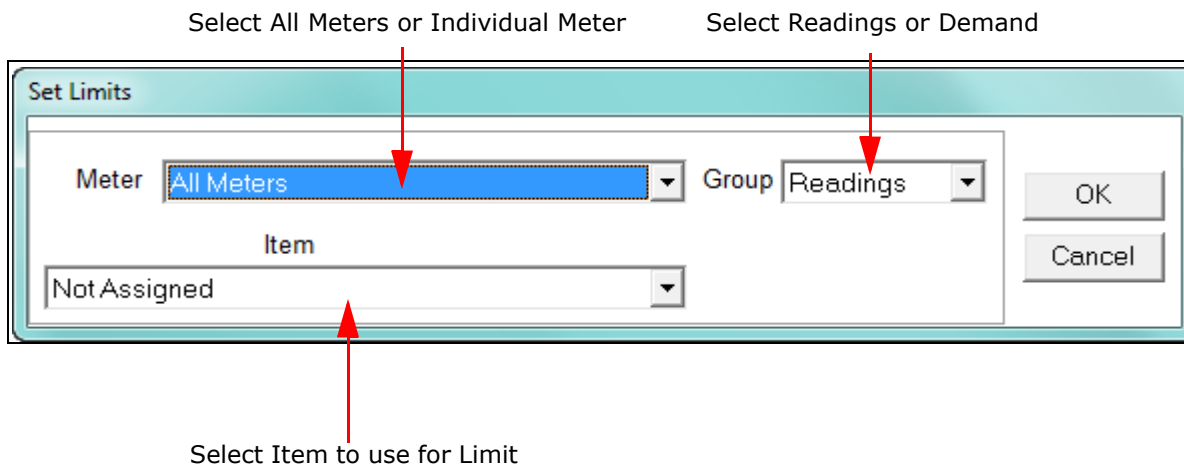 Select All Meters or Individual Meter
Select Readings or Demand
Set Limits
Meter
All Meters
Group
Readings
OK
Item
Cancel
Not Assigned
Select Item to use for Limit